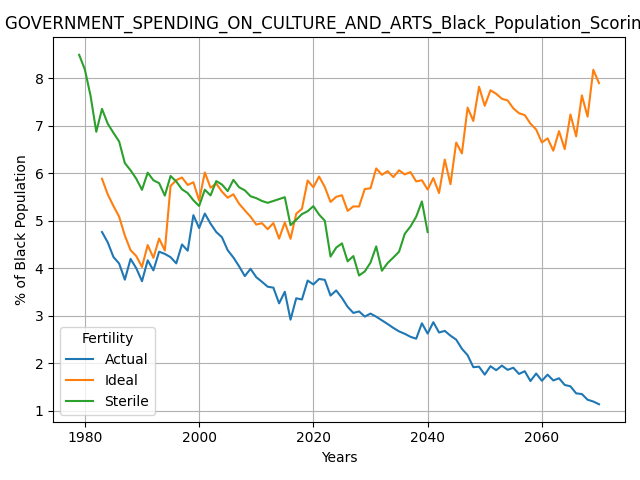 GOVERNMENT_SPENDING_ON_CULTURE_AND_ARTS_Black_Population_Scorin
% of Black Population
8
7
6
5
4
3
2
1
Fertility
Actual
Ideal
Sterile
1980 2000 2020 2040 2060
Years